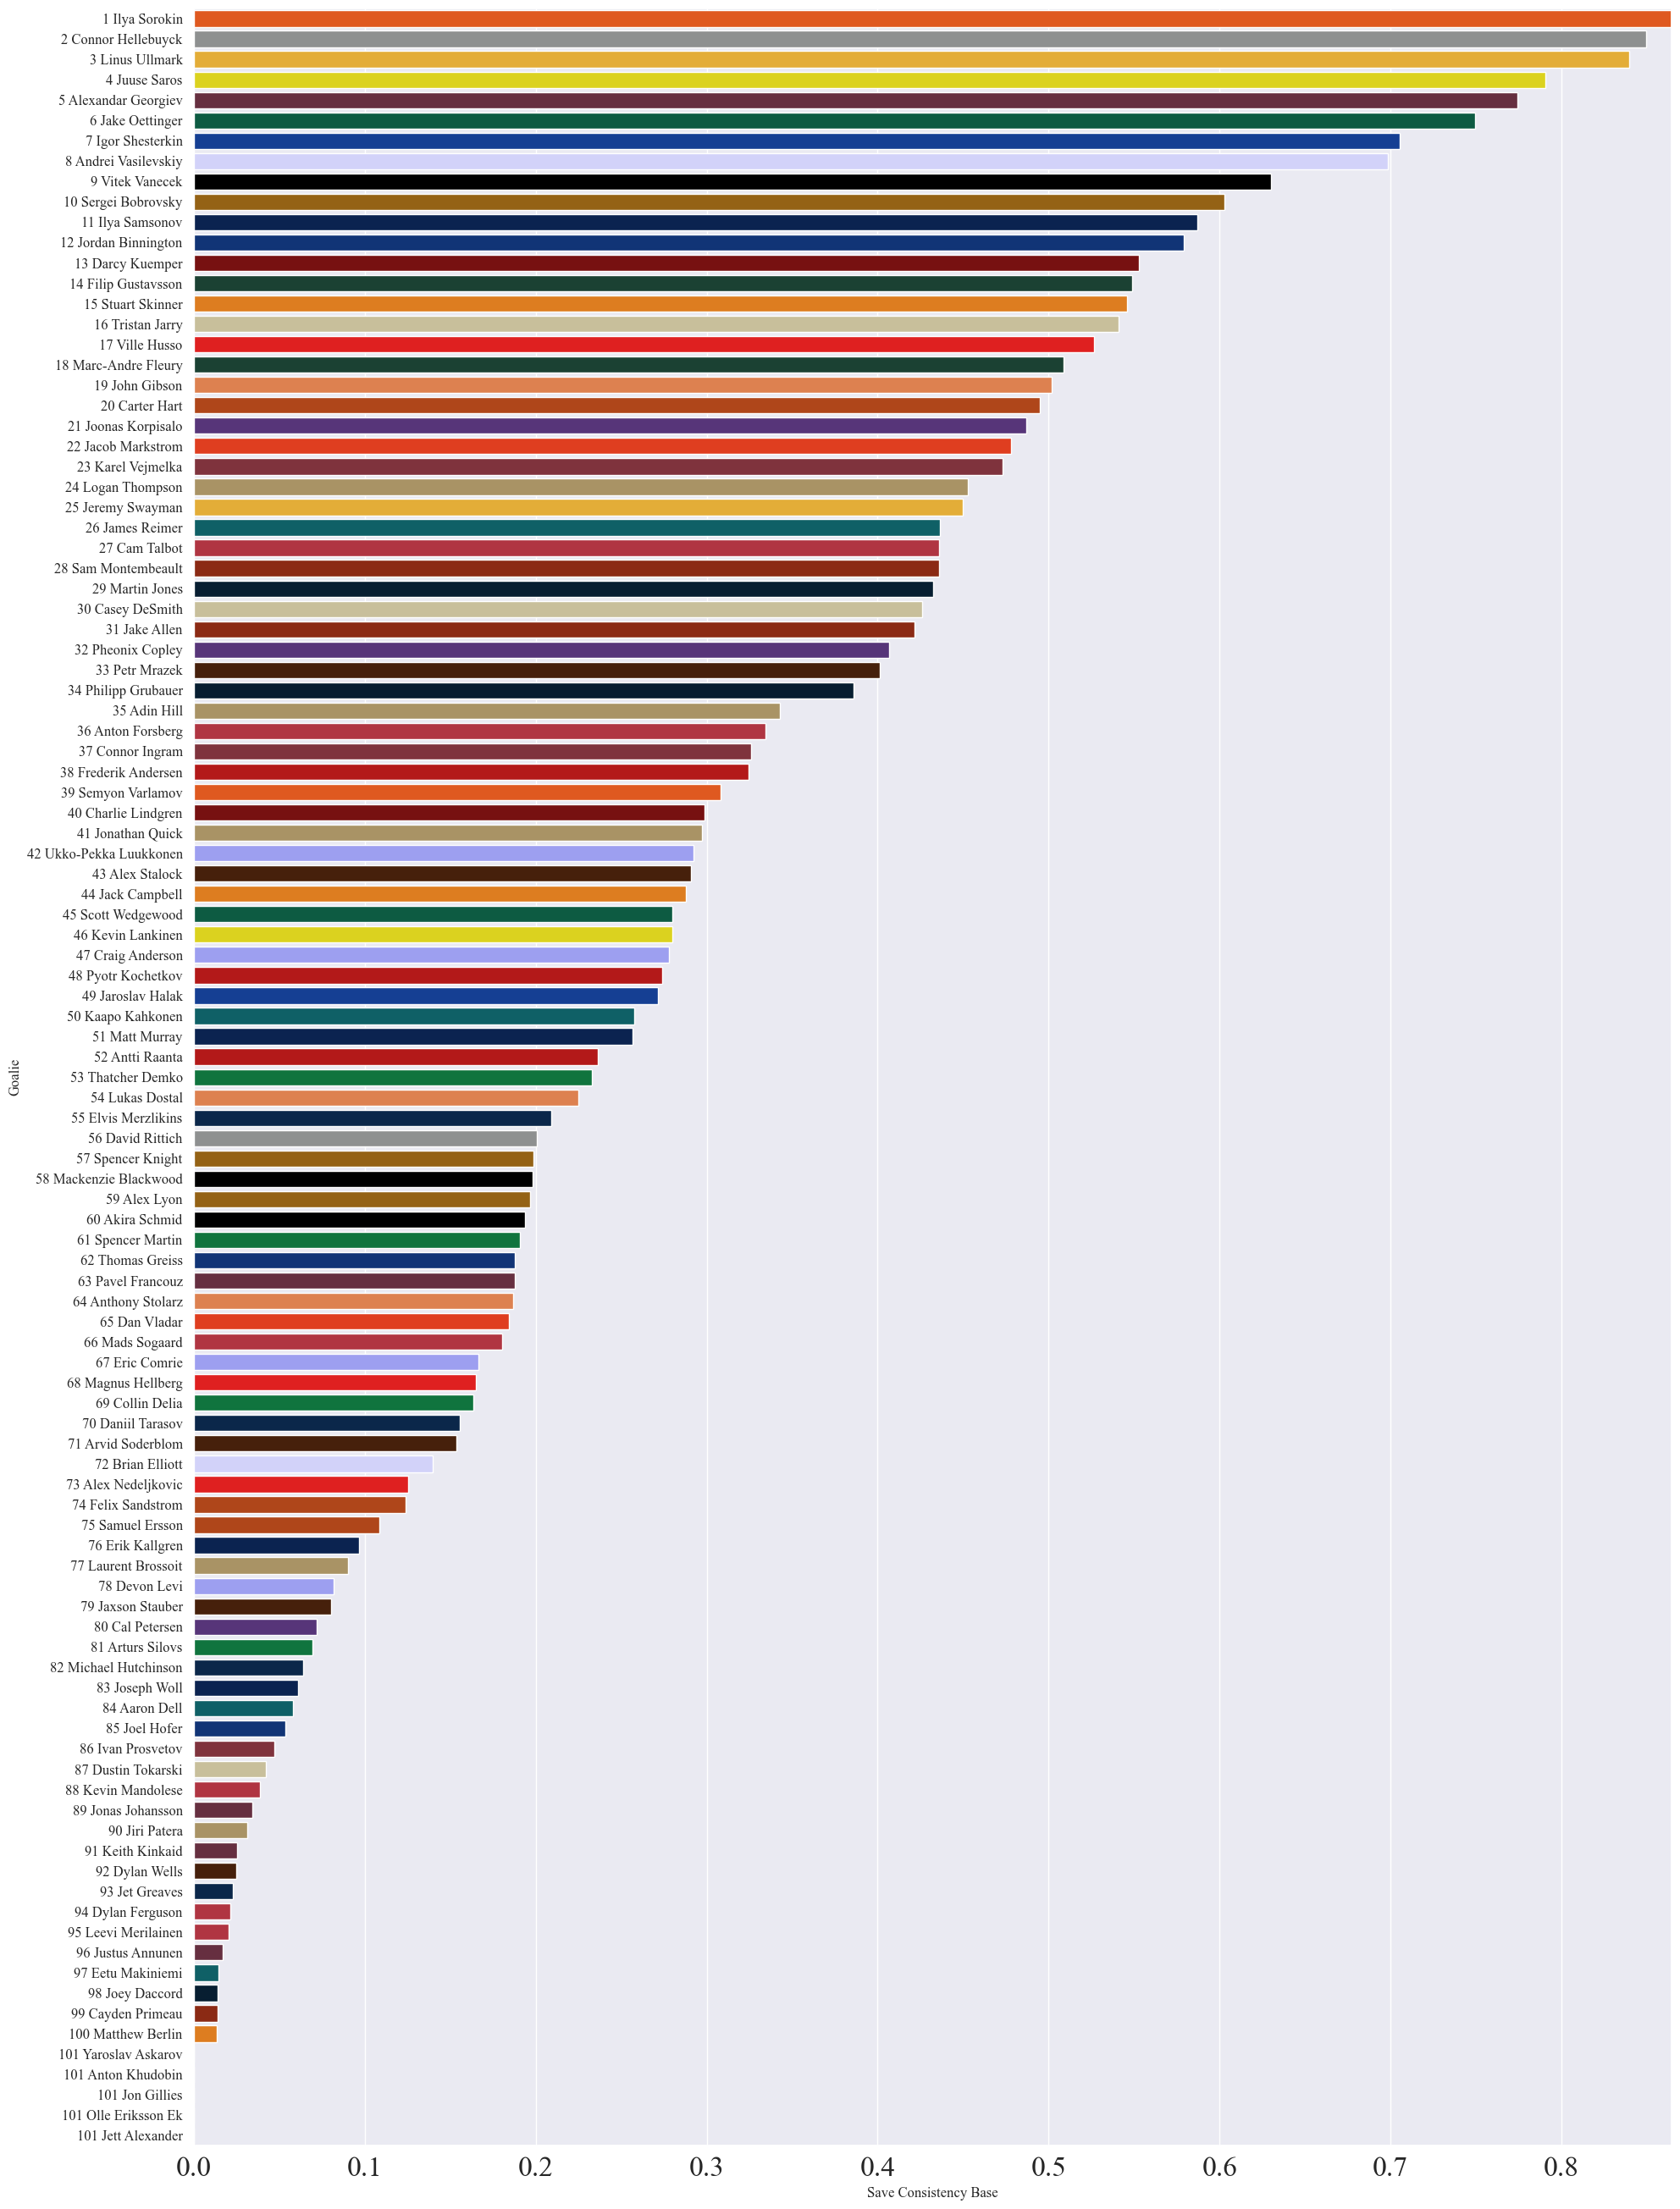 1 Ilya Sorokin
2 Connor Hellebuyck
3 Linus Ullmark
4 Juuse Saros
5 Alexandar Georgiev
6 Jake Oettinger
7 Igor Shesterkin
8 Andrei Vasilevskiy
9 Vitek Vanecek
10 Sergei Bobrovsky
11 Ilya Samsonov
12 Jordan Binnington
13 Darcy Kuemper
14 Filip Gustavsson
15 Stuart Skinner
16 Tristan Jarry
17 Ville Husso
18 Marc-Andre Fleury
19 John Gibson
20 Carter Hart
21 Joonas Korpisalo
22 Jacob Markstrom
23 Karel Vejmelka
24 Logan Thompson
25 Jeremy Swayman
26 James Reimer
27 Cam Talbot
28 Sam Montembeault
29 Martin Jones
30 Casey DeSmith
31 Jake Allen
32 Pheonix Copley
33 Petr Mrazek
34 Philipp Grubauer
35 Adin Hill
36 Anton Forsberg
37 Connor Ingram
38 Frederik Andersen
39 Semyon Varlamov
40 Charlie Lindgren
41 Jonathan Quick
42 Ukko-Pekka Luukkonen
43 Alex Stalock
44 Jack Campbell
45 Scott Wedgewood
46 Kevin Lankinen
47 Craig Anderson
48 Pyotr Kochetkov
49 Jaroslav Halak
50 Kaapo Kahkonen
51 Matt Murray
52 Antti Raanta
53 Thatcher Demko
54 Lukas Dostal
55 Elvis Merzlikins
56 David Rittich
57 Spencer Knight
58 Mackenzie Blackwood
59 Alex Lyon
60 Akira Schmid
61 Spencer Martin
62 Thomas Greiss
63 Pavel Francouz
64 Anthony Stolarz
65 Dan Vladar
66 Mads Sogaard
67 Eric Comrie
68 Magnus Hellberg
69 Collin Delia
70 Daniil Tarasov
71 Arvid Soderblom
72 Brian Elliott
73 Alex Nedeljkovic
74 Felix Sandstrom
75 Samuel Ersson
76 Erik Kallgren
77 Laurent Brossoit
78 Devon Levi
79 Jaxson Stauber
80 Cal Petersen
81 Arturs Silovs
82 Michael Hutchinson
83 Joseph Woll
84 Aaron Dell
85 Joel Hofer
86 Ivan Prosvetov
87 Dustin Tokarski
88 Kevin Mandolese
89 Jonas Johansson
90 Jiri Patera
91 Keith Kinkaid
92 Dylan Wells
93 Jet Greaves
94 Dylan Ferguson
95 Leevi Merilainen
96 Justus Annunen
97 Eetu Makiniemi
98 Joey Daccord
99 Cayden Primeau
100 Matthew Berlin
101 Yaroslav Askarov
101 Anton Khudobin
101 Jon Gillies
101 Olle Eriksson Ek
101 Jett Alexander
Goalie
0.0 0.1 0.2 0.3 0.4 0.5 0.6 0.7 0.8
Save Consistency Base